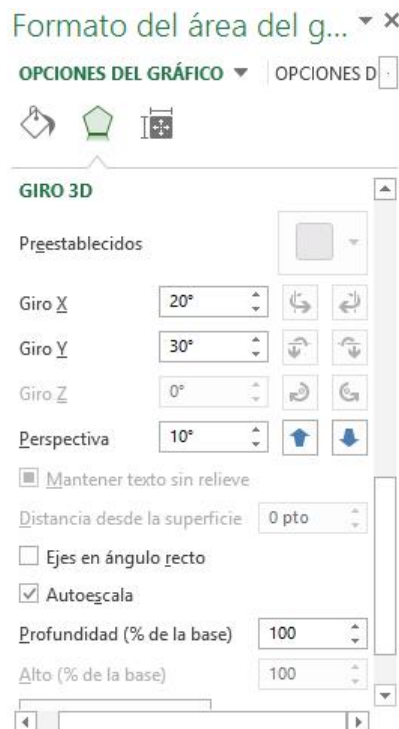 Formato del área del g...
OPCIONES DEL GRÁFICO OPCIONES D
GIRO 3D
Preestablecidos
Giro X 20°
Giro Y 30°
Giro Z 0°
Perspectiva 10°
Mantener texto sin relieve
Distancia desde la superficie 0 pto
Ejes en ángulo recto
Autoescala
Profundidad (% de la base) 100
Alto (% de la base) 100